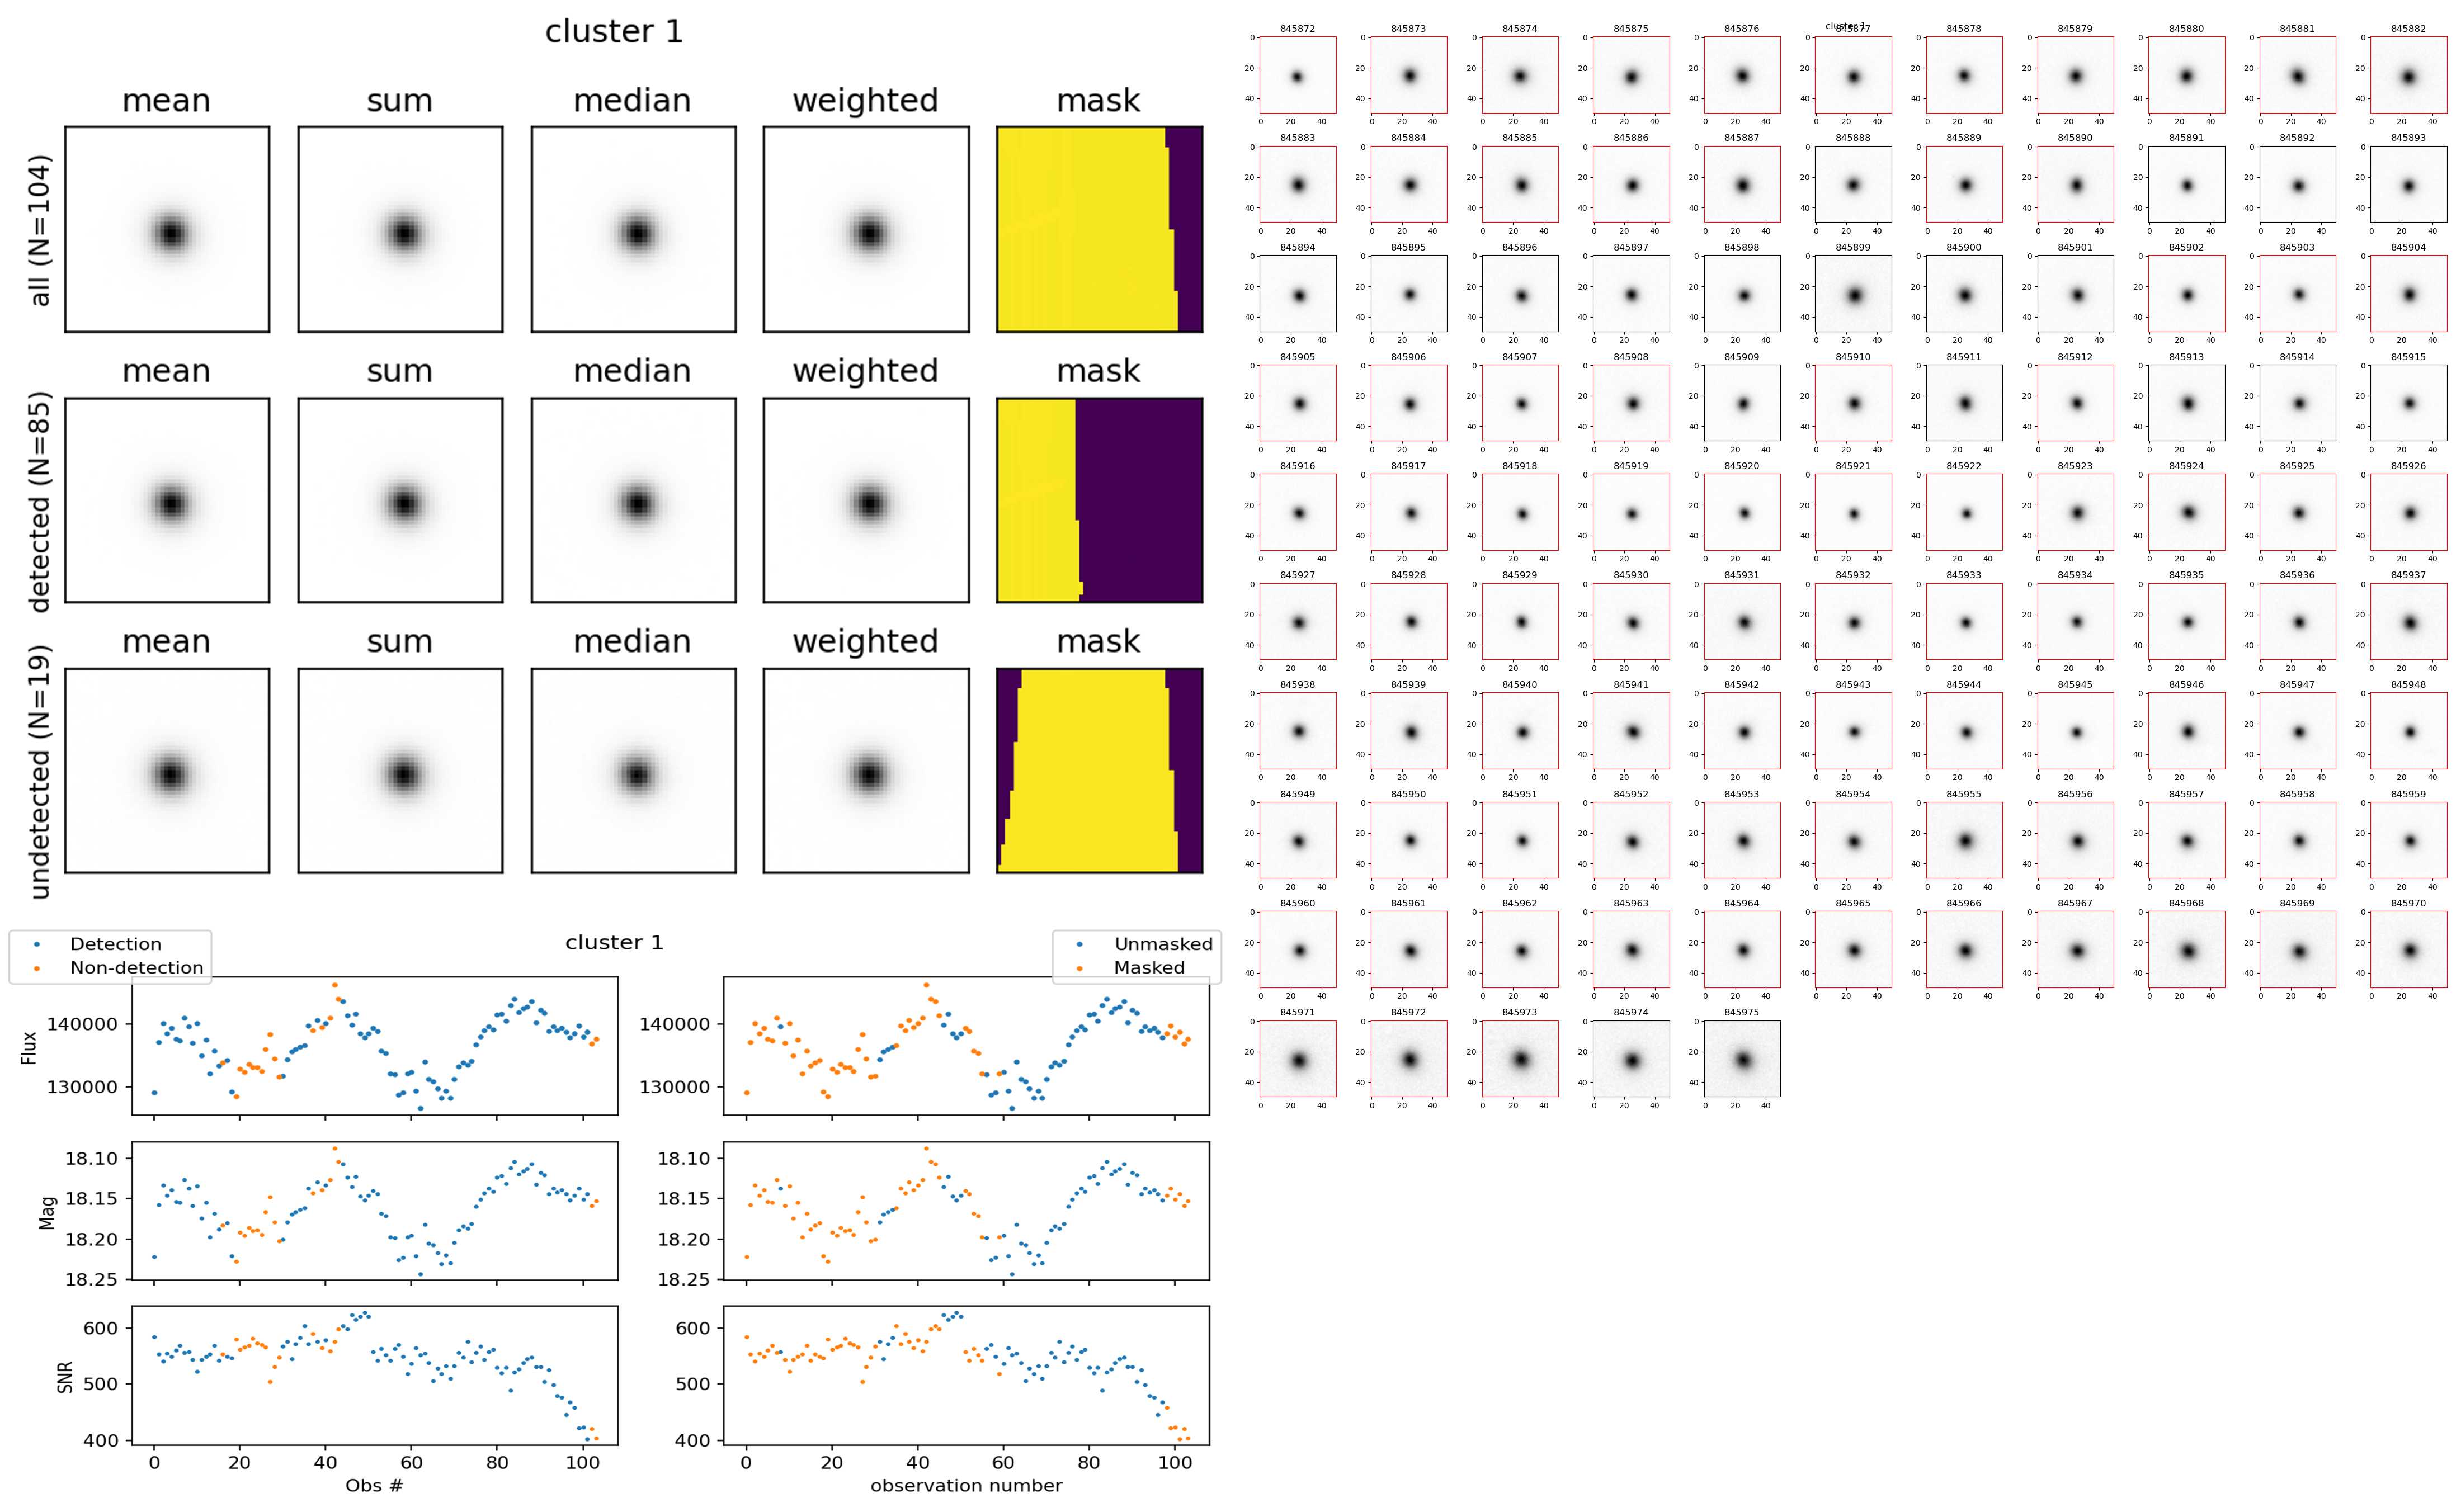 cluster 1
mean sum median weighted mask
all (N=104)
mean sum median weighted mask
detected (N=85)
mean sum median weighted mask
undetected (N=19)
cluster 1
Detection
Non-detection
Unmasked
Masked
Flux
140000
130000
140000
130000
Mag
18.10
18.15
18.20
18.25
18.10
18.15
18.20
18.25
SNR
600
500
400
600
500
400
0 20 40 60 80 100
Obs #
0 20 40 60 80 100
observation number
cluster 1
845872 845873 845874 845875 845876 845877 845878 845879 845880 845881 845882
845883 845884 845885 845886 845887 845888 845889 845890 845891 845892 845893
845894 845895 845896 845897 845898 845899 845900 845901 845902 845903 845904
845905 845906 845907 845908 845909 845910 845911 845912 845913 845914 845915
845916 845917 845918 845919 845920 845921 845922 845923 845924 845925 845926
845927 845928 845929 845930 845931 845932 845933 845934 845935 845936 845937
845938 845939 845940 845941 845942 845943 845944 845945 845946 845947 845948
845949 845950 845951 845952 845953 845954 845955 845956 845957 845958 845959
845960 845961 845962 845963 845964 845965 845966 845967 845968 845969 845970
845971 845972 845973 845974 845975